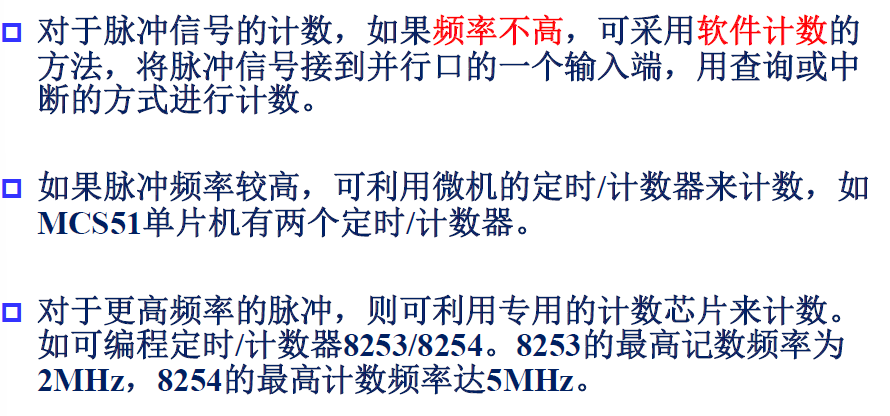 对于脉冲信号的计数，如果频率不高，可采用软件计数的
方法，将脉冲信号接到并行口的一个输入端，用查询或中
断的方式进行计数。
如果脉冲频率较高，可利用微机的定时/计数器来计数，如
MCS51单片机有两个定时/计数器。
对于更高频率的脉冲，则可利用专用的计数芯片来计数。
如可编程定时/计数器8253/8254。8253的最高记数频率为
2MHz，8254的最高计数频率达5MHz。